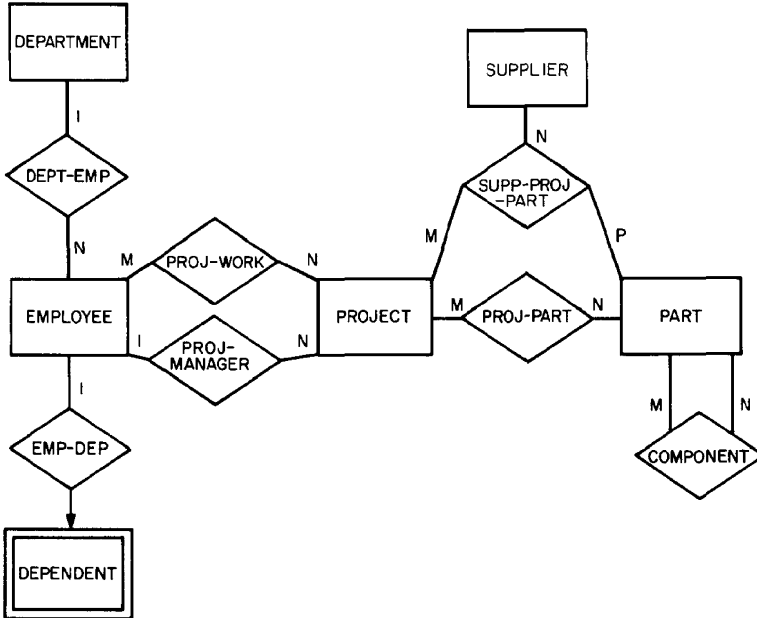 DEPARTMENT
SUPPLIER
I
N
DEPT-EMP
SUPP-PROJ
-PART
N
M
PROJ-WORK
N
M
P
EMPLOYEE
PROJECT
M
PROJ-PART
N
PART
I
PROJ-
MANAGER
N
I
M
N
EMP-DEP
COMPONENT
DEPENDENT